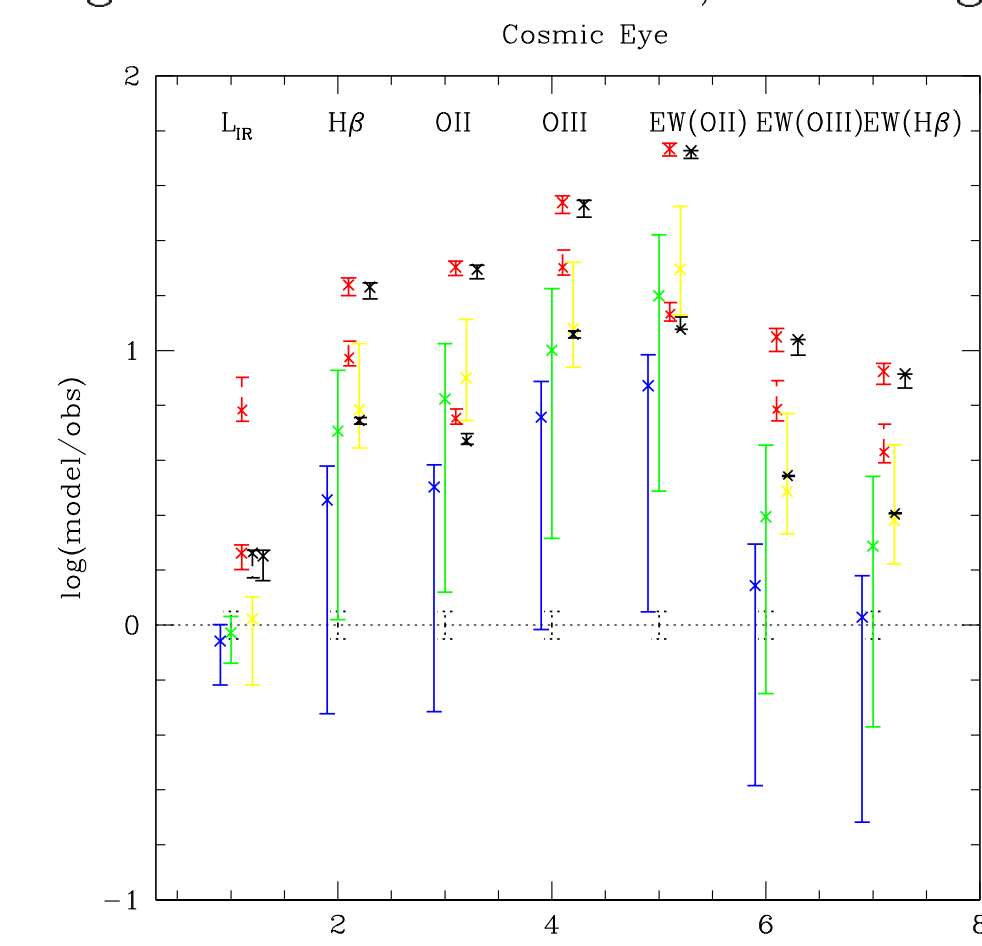 Cosmic Eye
2
L_IR Hβ OII OIII EW(OII) EW(OIII) EW(Hβ)
1
log(model/obs)
0
−1
2 4 6 8